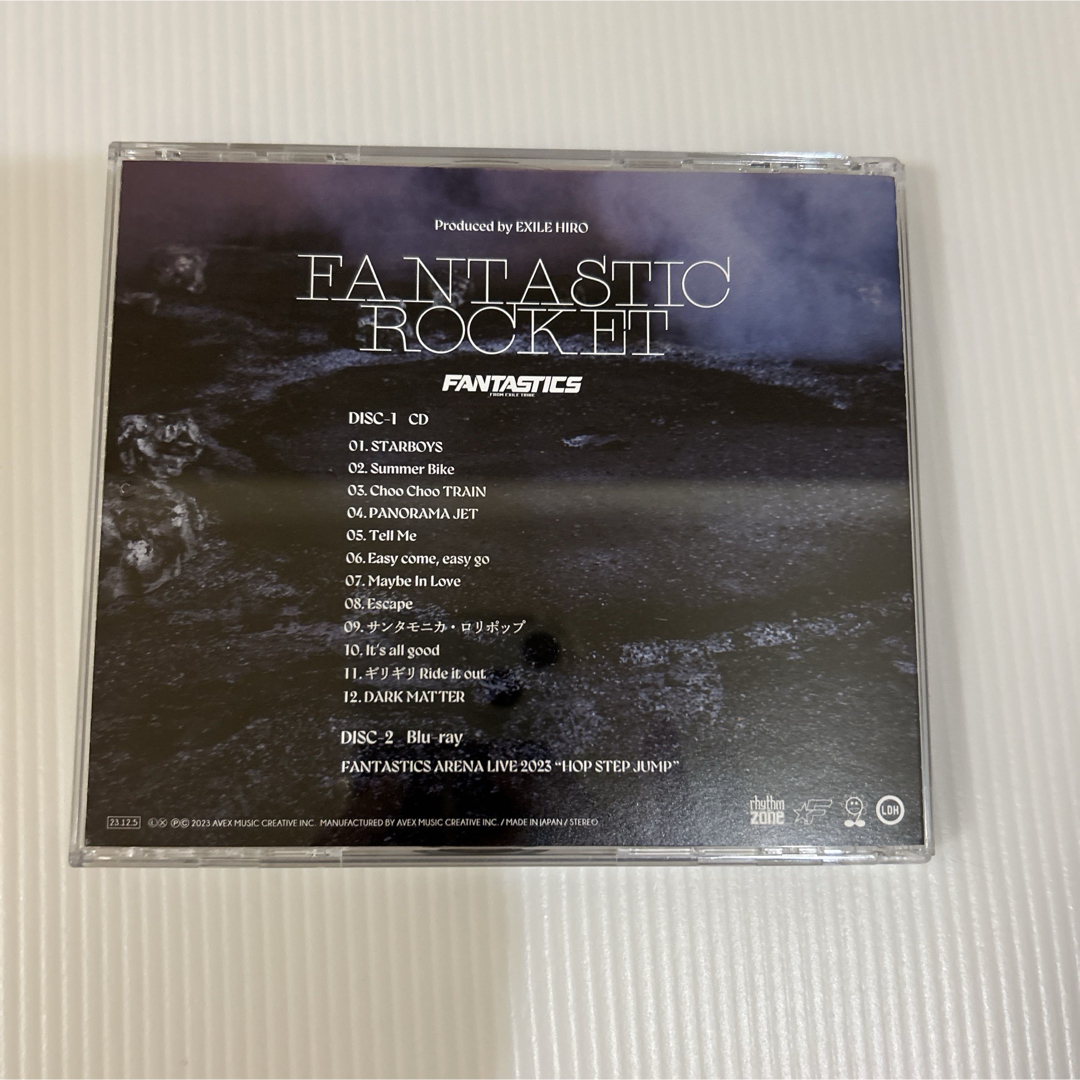 Produced by EXILE HIRO
FANTASTIC
ROCKET
FANTASTICS
FROM EXILE TRIBE
DISC-1 CD
01. STARBOYS
02. Summer Bike
03. Choo Choo TRAIN
04. PANORAMA JET
05. Tell Me
06. Easy come, easy go
07. Maybe In Love
08. Escape
09. サンタモニカ・ロリポップ
10. It's all good
11. ギリギリ Ride it out
12. DARK MATTER
DISC-2 Blu-ray
FANTASTICS ARENA LIVE 2023 “HOP STEP JUMP”
rhythm
zone
LDH
23.12.5 Ⓛ Ⓧ ⓅⒸ 2023 AVEX MUSIC CREATIVE INC. MANUFACTURED BY AVEX MUSIC CREATIVE INC. / MADE IN JAPAN / STEREO